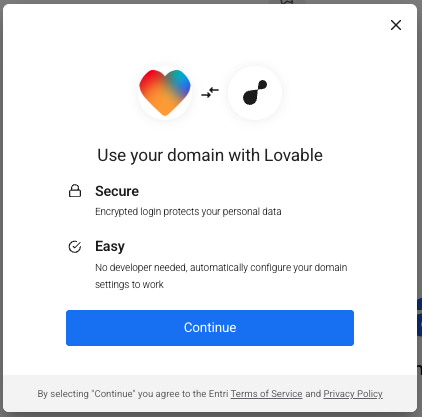 Use your domain with Lovable
Secure
Encrypted login protects your personal data
Easy
No developer needed, automatically configure your domain
settings to work
Continue
By selecting "Continue" you agree to the Entri Terms of Service and Privacy Policy